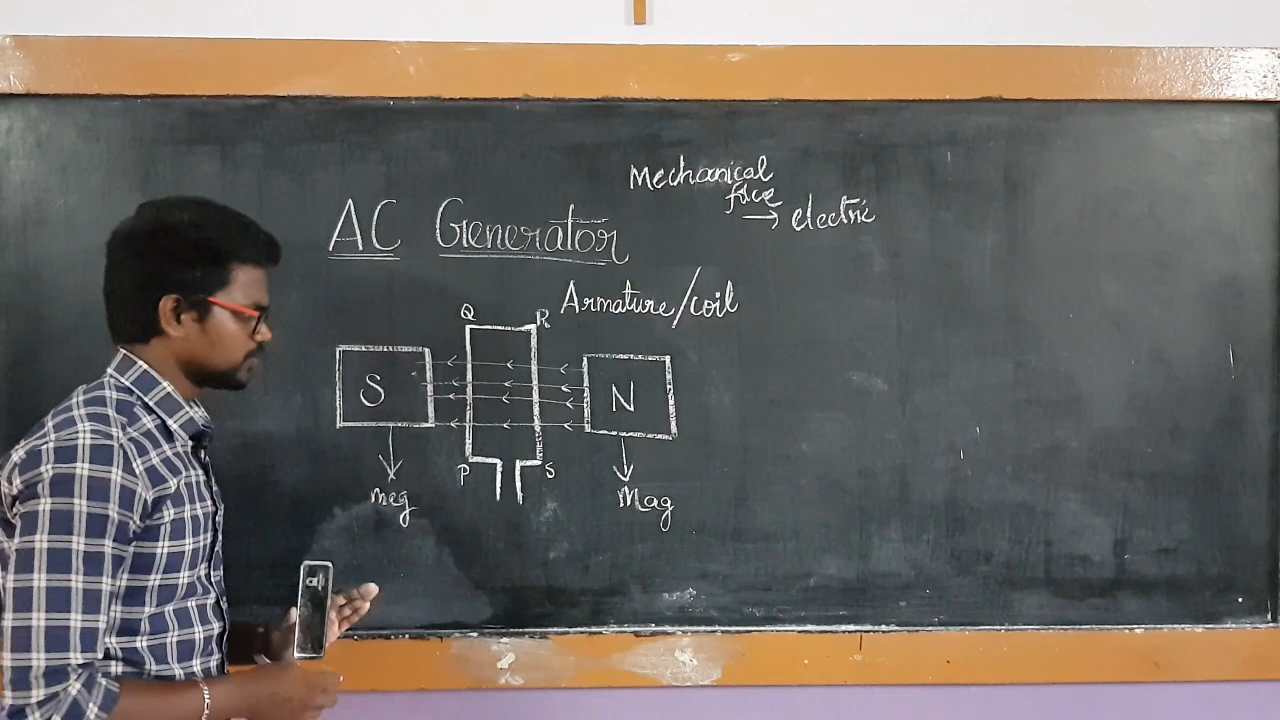 Mechanical
force
→ electric
AC Generator
Armature/coil
Q R
S N
P S
mag Mag